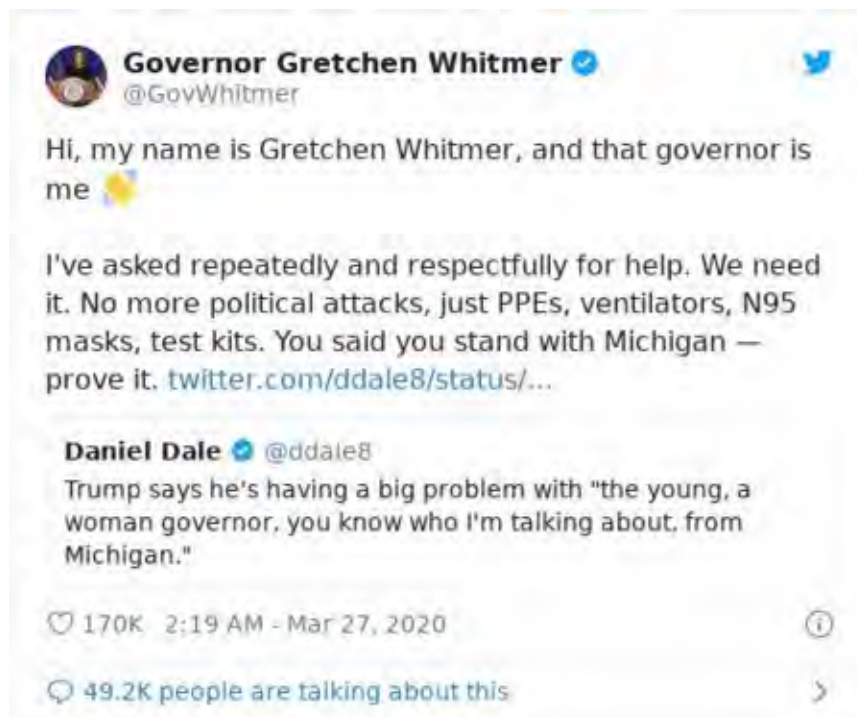 Governor Gretchen Whitmer
@GovWhitmer
Hi, my name is Gretchen Whitmer, and that governor is
me 👋
I've asked repeatedly and respectfully for help. We need
it. No more political attacks, just PPEs, ventilators, N95
masks, test kits. You said you stand with Michigan —
prove it. twitter.com/ddale8/status/...
Daniel Dale @ddale8
Trump says he's having a big problem with "the young, a
woman governor, you know who I'm talking about, from
Michigan."
170K 2:19 AM - Mar 27, 2020
49.2K people are talking about this